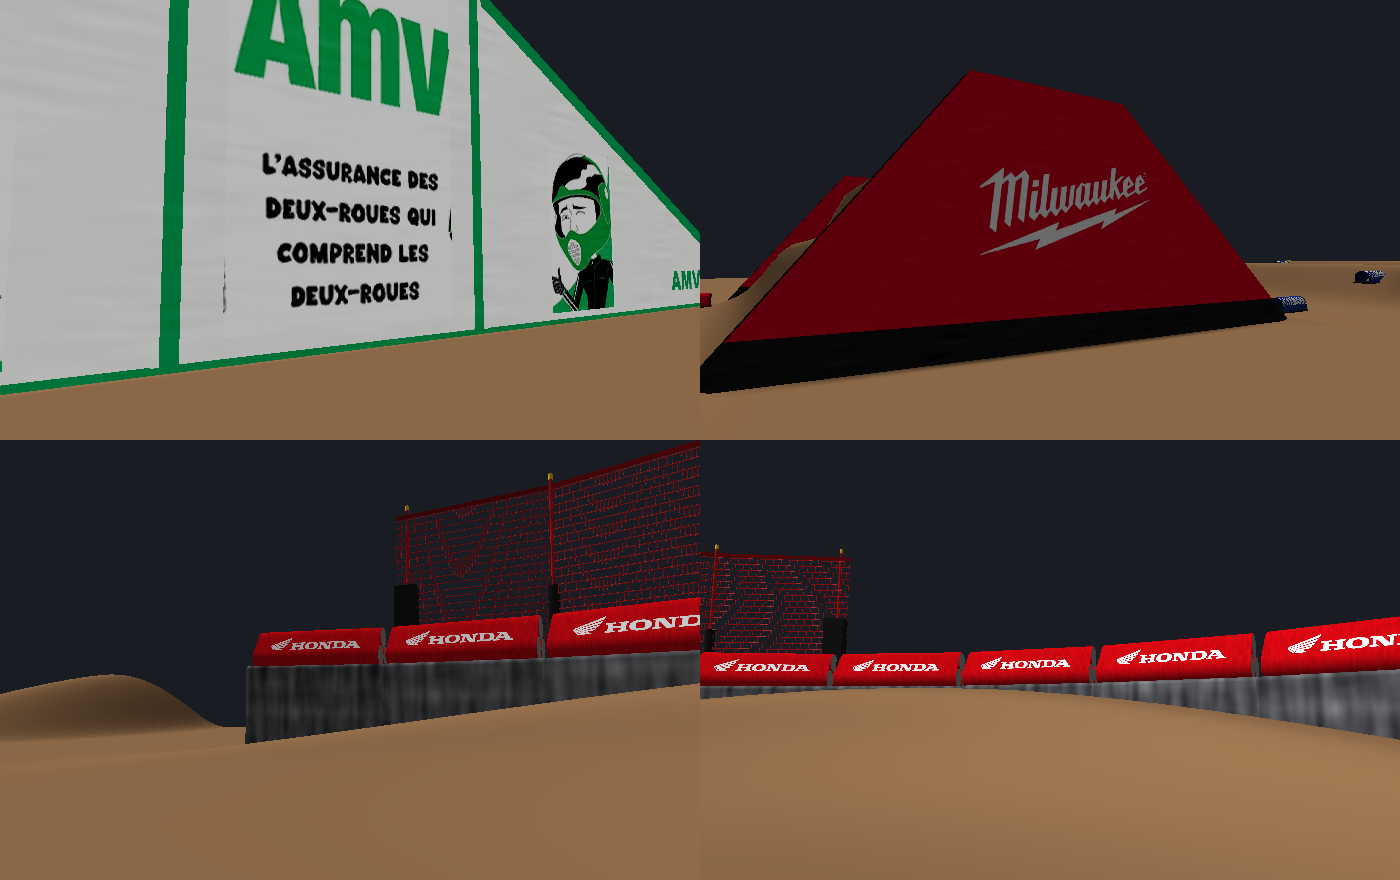 Amv
L'ASSURANCE DES
DEUX-ROUES QUI
COMPREND LES
DEUX-ROUES
AMV
Milwaukee
HONDA
HONDA
HONDA
HONDA
HONDA
HONDA
HONDA
HON